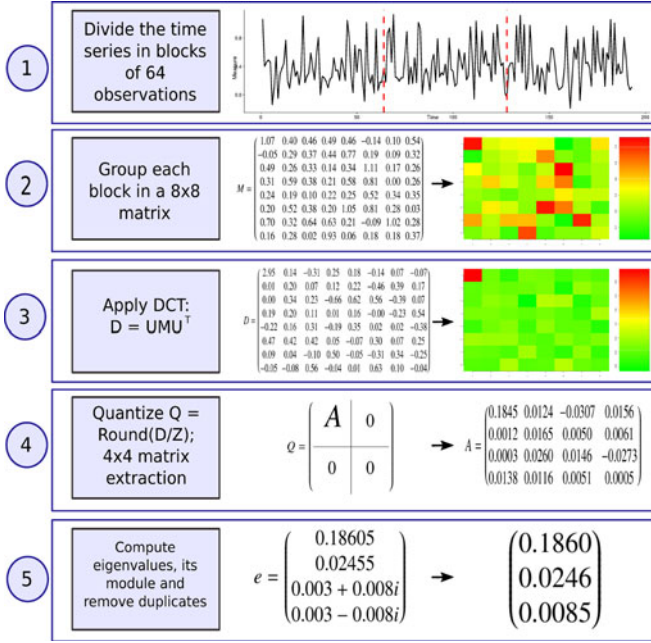 1
Divide the time
series in blocks
of 64
observations
0
50
Time
100
150
200
2
Group each
block in a 8x8
matrix
M =
1.07 0.40 0.46 0.49 0.46 −0.14 0.10 0.54
−0.05 0.29 0.37 0.44 0.77 0.19 0.09 0.32
0.49 0.26 0.33 0.14 0.34 1.11 0.17 0.26
0.31 0.59 0.38 0.21 0.58 0.81 0.00 0.26
0.24 0.19 0.10 0.22 0.25 0.52 0.34 0.35
0.20 0.52 0.38 0.20 1.05 0.81 0.28 0.03
0.70 0.32 0.64 0.63 0.21 −0.09 1.02 0.28
0.16 0.28 0.02 0.93 0.06 0.18 0.18 0.37
3
Apply DCT:
D = UMUᵀ
D =
2.95 0.14 −0.31 0.25 0.18 −0.14 0.07 −0.07
0.01 0.20 0.07 0.12 0.22 −0.46 0.39 0.17
0.00 0.34 0.23 −0.66 0.62 0.56 −0.39 0.07
0.19 0.20 0.11 0.01 0.16 −0.00 −0.23 0.54
−0.22 0.16 0.31 −0.19 0.35 0.02 0.02 −0.38
0.47 0.42 0.42 0.05 −0.07 0.30 0.07 0.25
0.09 0.04 −0.10 0.50 −0.05 −0.31 0.34 −0.25
−0.05 −0.08 0.56 −0.04 0.01 0.63 0.10 −0.04
4
Quantize Q =
Round(D/Z);
4x4 matrix
extraction
Q =
A 0
0 0
A =
0.1845 0.0124 −0.0307 0.0156
0.0012 0.0165 0.0050 0.0061
0.0003 0.0260 0.0146 −0.0273
0.0138 0.0116 0.0051 0.0005
5
Compute
eigenvalues, its
module and
remove duplicates
e =
0.18605
0.02455
0.003 + 0.008i
0.003 − 0.008i
0.1860
0.0246
0.0085